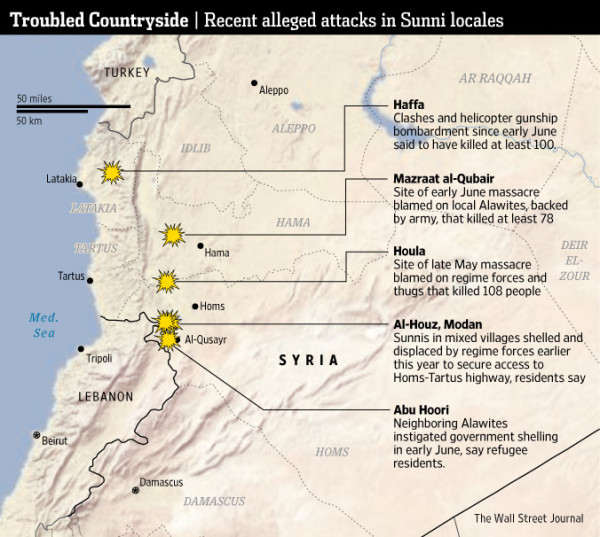 Troubled Countryside | Recent alleged attacks in Sunni locales
TURKEY
Aleppo
AR RAQQAH
50 miles
50 km
Haffa
Clashes and helicopter gunship
bombardment since early June
said to have killed at least 100.
ALEPPO
IDLIB
Latakia
LATAKIA
Mazraat al-Qubair
Site of early June massacre
blamed on local Alawites, backed
by army, that killed at least 78
HAMA
TARTUS
Hama
DEIR
EL-
ZOUR
Houla
Site of late May massacre
blamed on regime forces and
thugs that killed 108 people
Tartus
Homs
Med.
Sea
Al-Houz, Modan
Sunnis in mixed villages shelled and
displaced by regime forces earlier
this year to secure access to
Homs-Tartus highway, residents say
Al-Qusayr
Tripoli
SYRIA
LEBANON
Abu Hoori
Neighboring Alawites
instigated government shelling
in early June, say refugee
residents.
Beirut
HOMS
Damascus
DAMASCUS
The Wall Street Journal